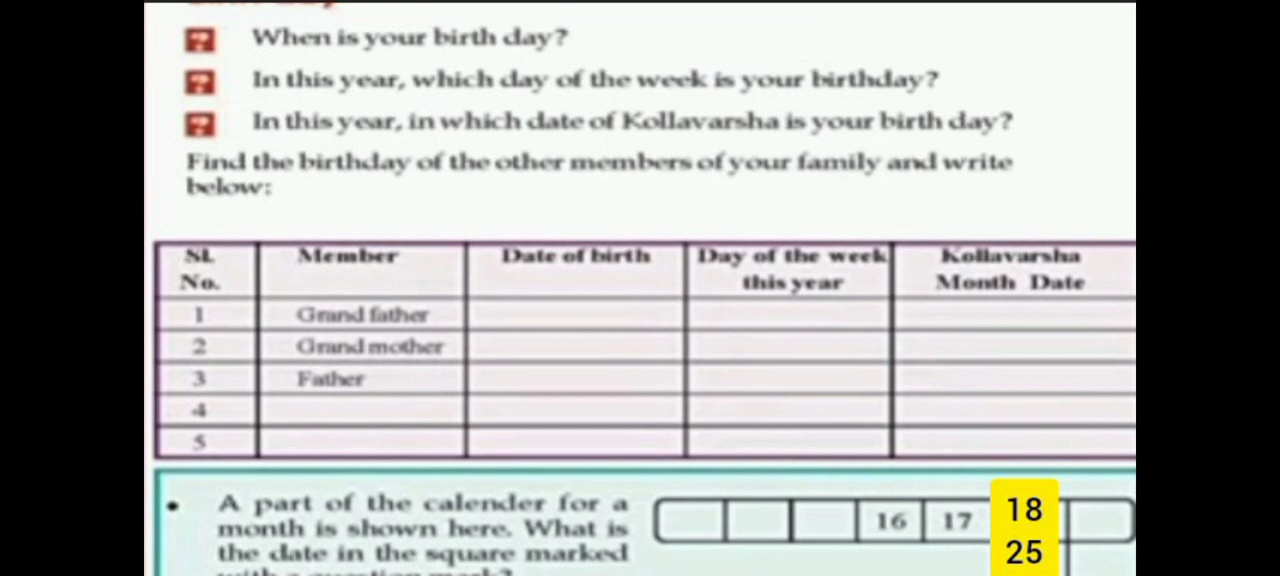 When is your birth day?
In this year, which day of the week is your birthday?
In this year, in which date of Kollavarsha is your birth day?
Find the birthday of the other members of your family and write
below:
Sl. No. Member Date of birth Day of the week this year Kollavarsha Month Date
1 Grand father
2 Grand mother
3 Father
4
5
• A part of the calender for a
month is shown here. What is
the date in the square marked
16 17 18
25